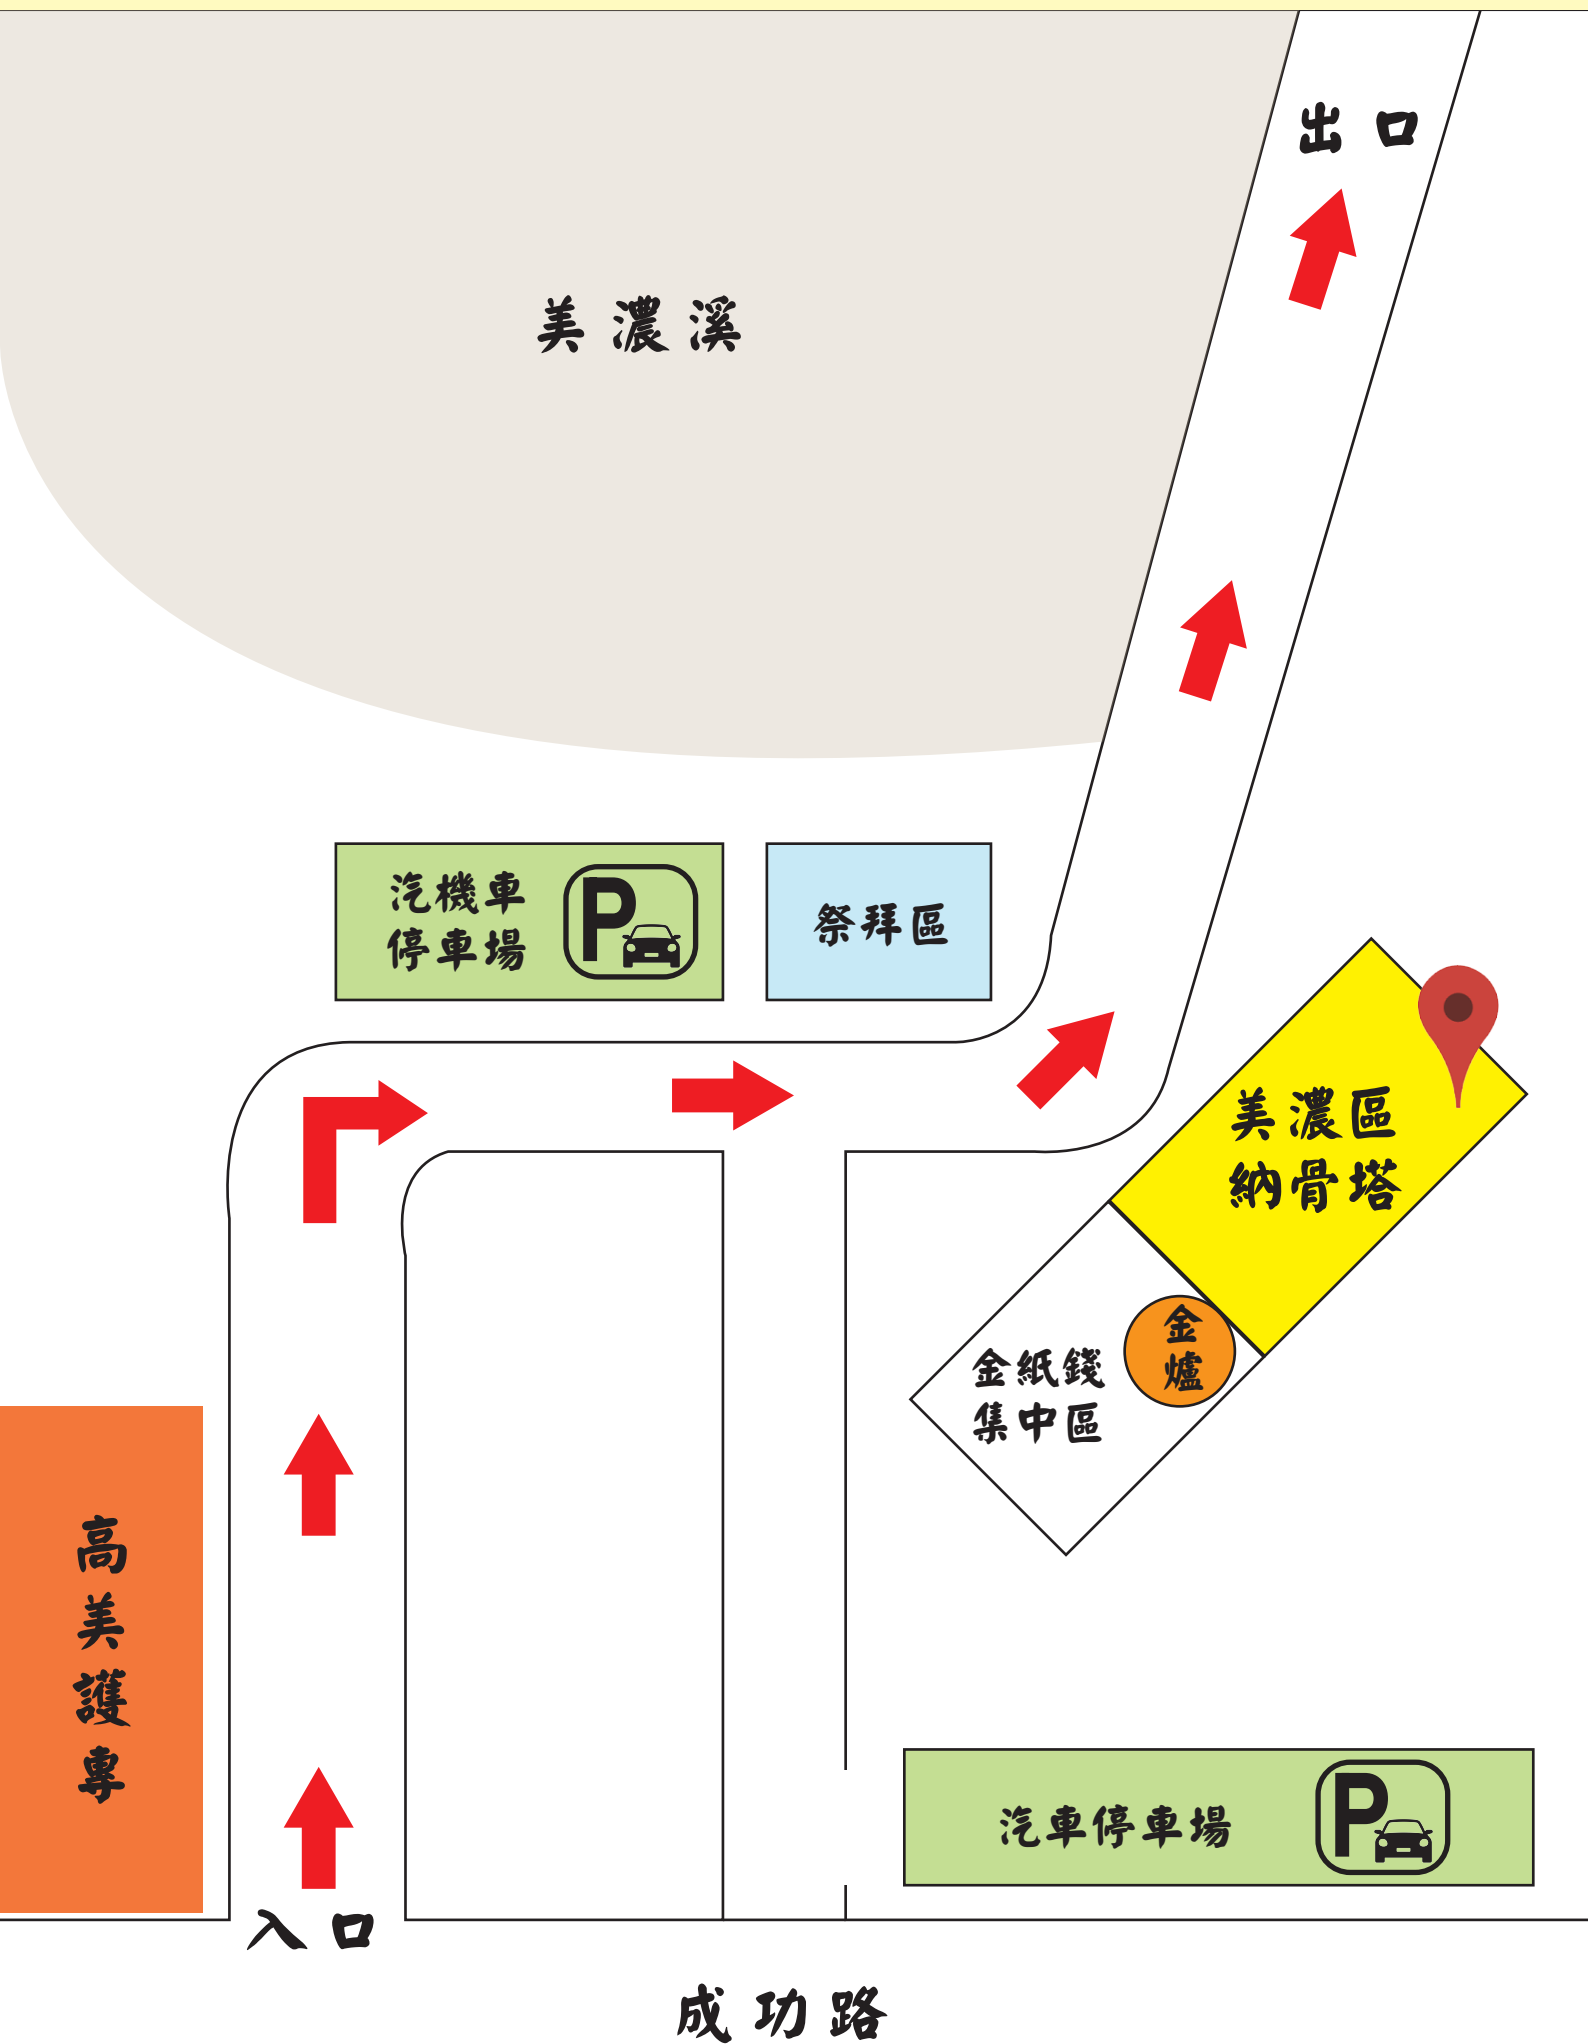 出口
美濃溪
汽機車
停車場
P
祭拜區
美濃區
納骨塔
金爐
金紙錢
集中區
高美護專
汽車停車場
P
入口
成功路